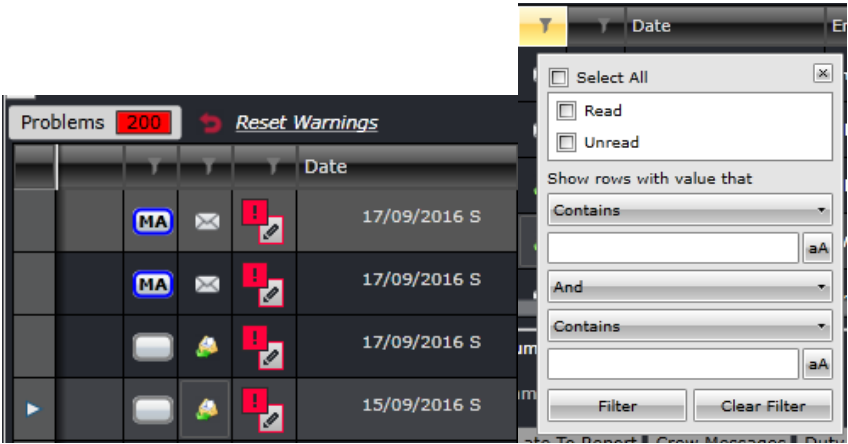 Problems 200 Reset Warnings
Date
MA 17/09/2016 S
MA 17/09/2016 S
17/09/2016 S
15/09/2016 S
Date
Select All
Read
Unread
Show rows with value that
Contains
aA
And
Contains
aA
Filter Clear Filter
Crew Messages